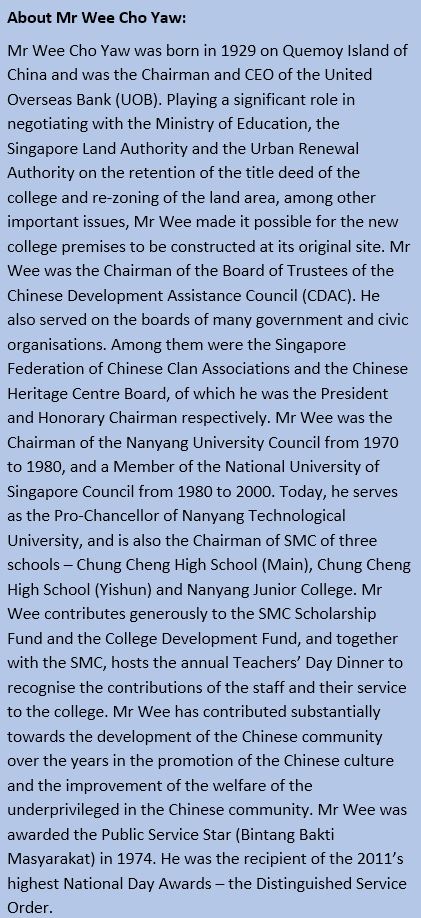 About Mr Wee Cho Yaw:
Mr Wee Cho Yaw was born in 1929 on Quemoy Island of
China and was the Chairman and CEO of the United
Overseas Bank (UOB). Playing a significant role in
negotiating with the Ministry of Education, the
Singapore Land Authority and the Urban Renewal
Authority on the retention of the title deed of the
college and re-zoning of the land area, among other
important issues, Mr Wee made it possible for the new
college premises to be constructed at its original site. Mr
Wee was the Chairman of the Board of Trustees of the
Chinese Development Assistance Council (CDAC). He
also served on the boards of many government and civic
organisations. Among them were the Singapore
Federation of Chinese Clan Associations and the Chinese
Heritage Centre Board, of which he was the President
and Honorary Chairman respectively. Mr Wee was the
Chairman of the Nanyang University Council from 1970
to 1980, and a Member of the National University of
Singapore Council from 1980 to 2000. Today, he serves
as the Pro-Chancellor of Nanyang Technological
University, and is also the Chairman of SMC of three
schools – Chung Cheng High School (Main), Chung Cheng
High School (Yishun) and Nanyang Junior College. Mr
Wee contributes generously to the SMC Scholarship
Fund and the College Development Fund, and together
with the SMC, hosts the annual Teachers’ Day Dinner to
recognise the contributions of the staff and their service
to the college. Mr Wee has contributed substantially
towards the development of the Chinese community
over the years in the promotion of the Chinese culture
and the improvement of the welfare of the
underprivileged in the Chinese community. Mr Wee was
awarded the Public Service Star (Bintang Bakti
Masyarakat) in 1974. He was the recipient of the 2011’s
highest National Day Awards – the Distinguished Service
Order.